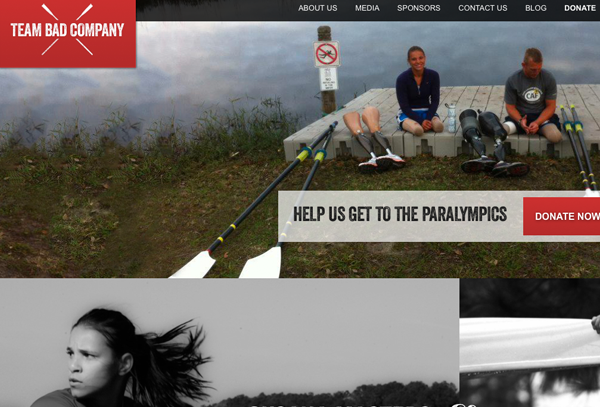 ABOUT US MEDIA SPONSORS CONTACT US BLOG DONATE
TEAM BAD COMPANY
CAF
HELP US GET TO THE PARALYMPICS
DONATE NOW